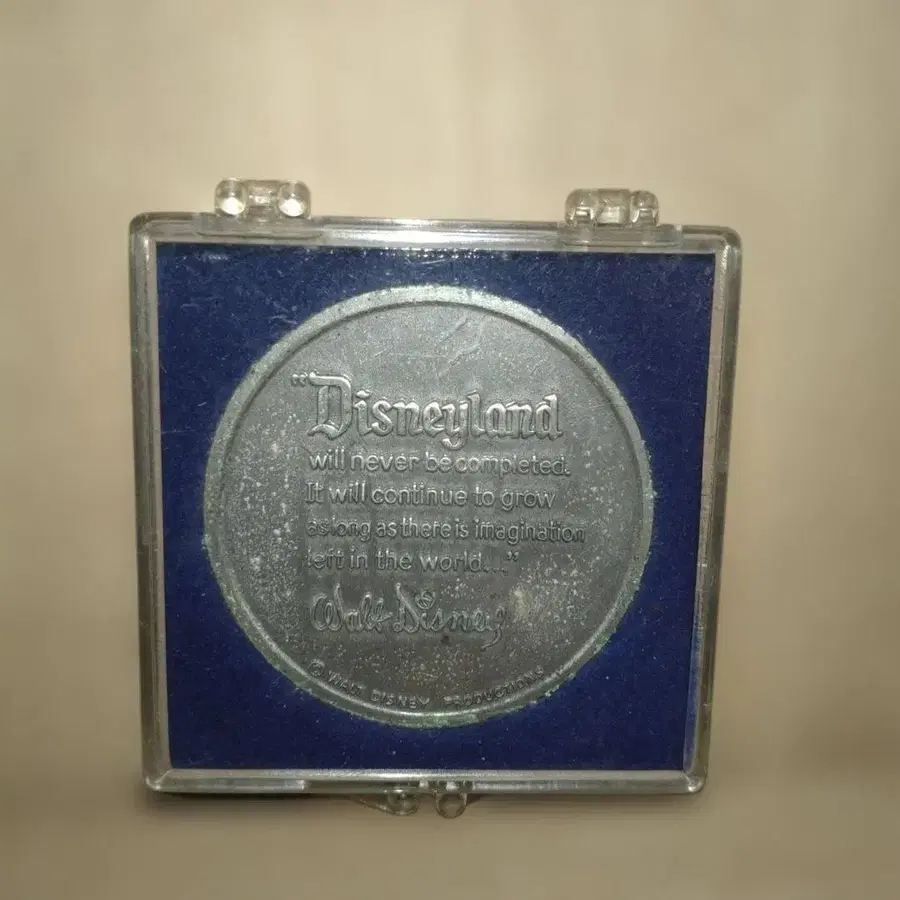 "Disneyland
will never be completed.
It will continue to grow
as long as there is imagination
left in the world..."
Walt Disney
© WALT DISNEY PRODUCTIONS